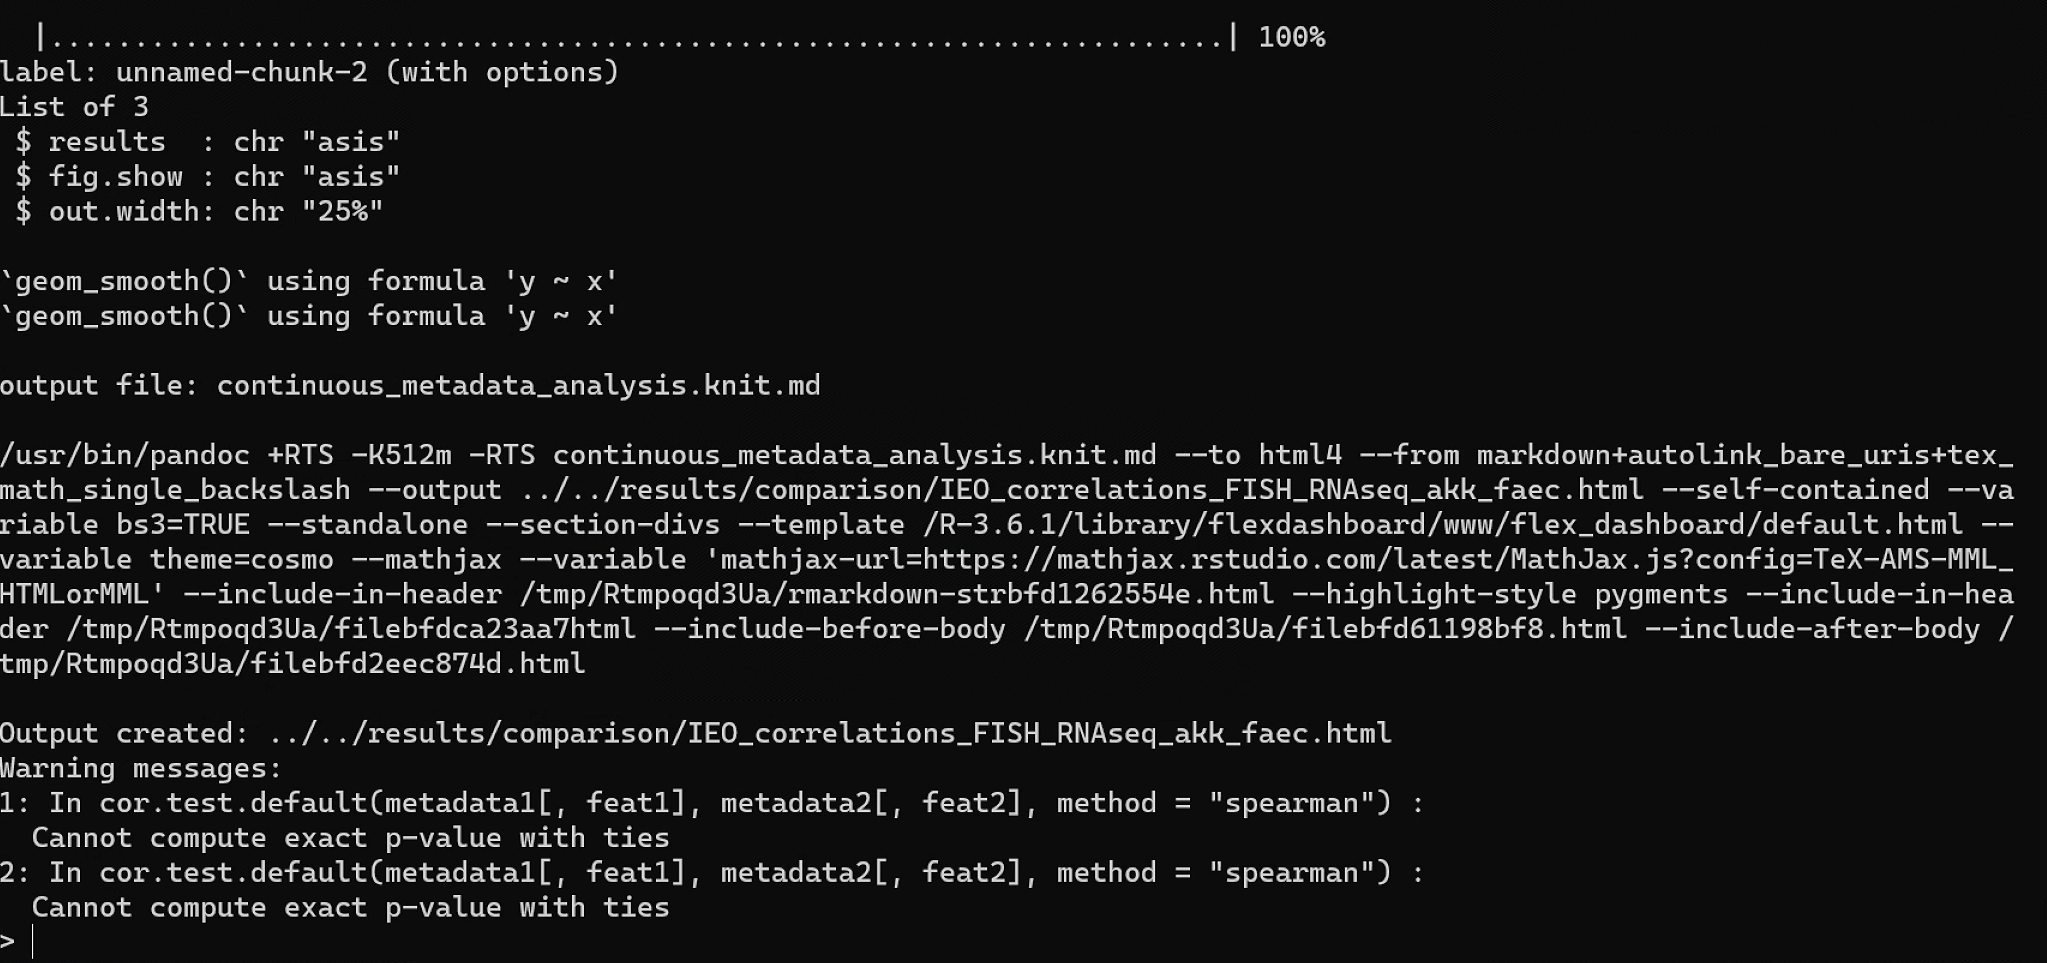 |.......................................................................| 100%
label: unnamed-chunk-2 (with options)
List of 3
 $ results  : chr "asis"
 $ fig.show : chr "asis"
 $ out.width: chr "25%"
`geom_smooth()` using formula 'y ~ x'
`geom_smooth()` using formula 'y ~ x'
output file: continuous_metadata_analysis.knit.md
/usr/bin/pandoc +RTS -K512m -RTS continuous_metadata_analysis.knit.md --to html4 --from markdown+autolink_bare_uris+tex_
math_single_backslash --output ../../results/comparison/IEO_correlations_FISH_RNAseq_akk_faec.html --self-contained --va
riable bs3=TRUE --standalone --section-divs --template /R-3.6.1/library/flexdashboard/www/flex_dashboard/default.html --
variable theme=cosmo --mathjax --variable 'mathjax-url=https://mathjax.rstudio.com/latest/MathJax.js?config=TeX-AMS-MML_
HTMLorMML' --include-in-header /tmp/Rtmpoqd3Ua/rmarkdown-strbfd1262554e.html --highlight-style pygments --include-in-hea
der /tmp/Rtmpoqd3Ua/filebfdca23aa7html --include-before-body /tmp/Rtmpoqd3Ua/filebfd61198bf8.html --include-after-body /
tmp/Rtmpoqd3Ua/filebfd2eec874d.html
Output created: ../../results/comparison/IEO_correlations_FISH_RNAseq_akk_faec.html
Warning messages:
1: In cor.test.default(metadata1[, feat1], metadata2[, feat2], method = "spearman") :
  Cannot compute exact p-value with ties
2: In cor.test.default(metadata1[, feat1], metadata2[, feat2], method = "spearman") :
  Cannot compute exact p-value with ties
>